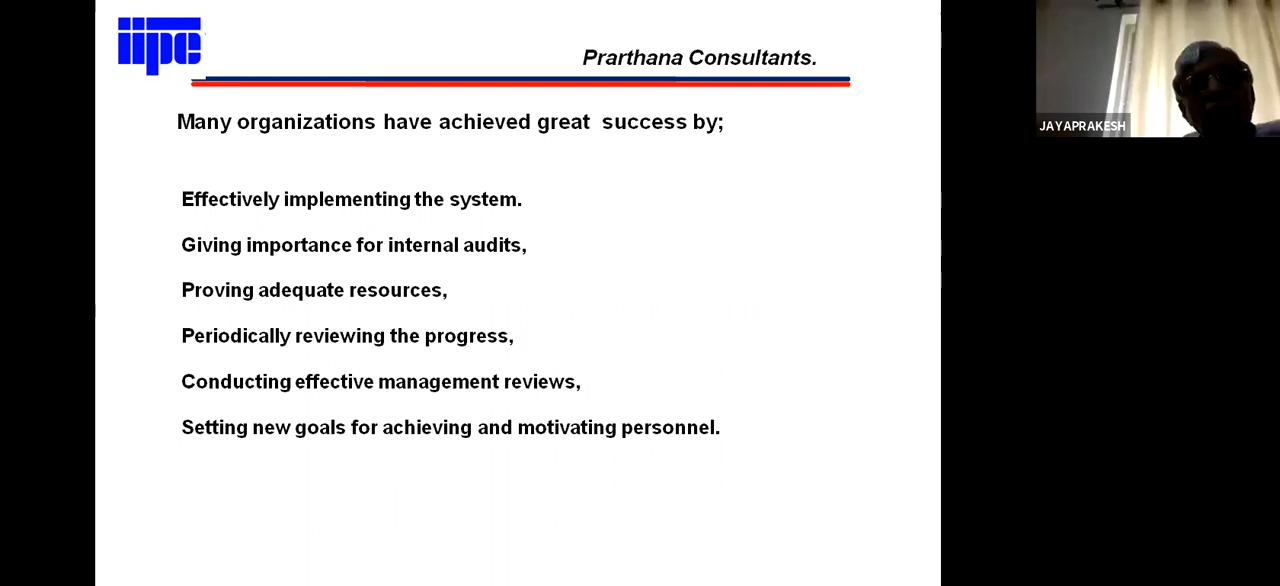 iipc
Prarthana Consultants.
JAYAPRAKESH
Many organizations have achieved great success by;
Effectively implementing the system.
Giving importance for internal audits,
Proving adequate resources,
Periodically reviewing the progress,
Conducting effective management reviews,
Setting new goals for achieving and motivating personnel.